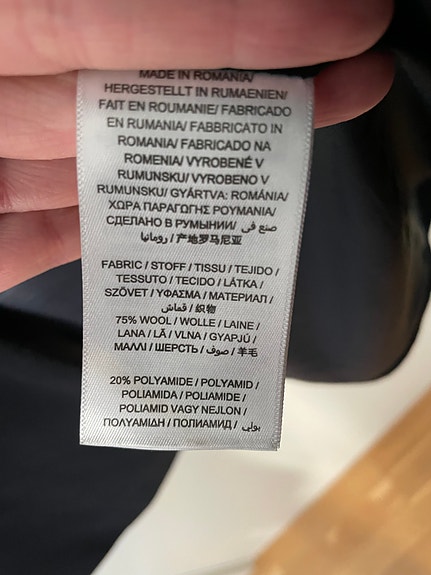 MADE IN ROMANIA/
HERGESTELLT IN RUMAENIEN/
FAIT EN ROUMANIE/ FABRICADO
EN RUMANIA/ FABBRICATO IN
ROMANIA/ FABRICADO NA
ROMENIA/ VYROBENÉ V
RUMUNSKU/ VYROBENO V
RUMUNSKU/ GYÁRTVA: ROMÁNIA/
ΧΩΡΑ ΠΑΡΑΓΩΓΗΣ ΡΟΥΜΑΝΙΑ/
СДЕЛАНО В РУМЫНИИ/ صنع فى
رومانيا / 产地罗马尼亚
FABRIC / STOFF / TISSU / TEJIDO /
TESSUTO / TECIDO / LÁTKA /
SZÖVET / ΥΦΑΣΜΑ / МАТЕРИАЛ /
قماش / 织物
75% WOOL / WOLLE / LAINE /
LANA / LÃ / VLNA / GYAPJÚ /
ΜΑΛΛΙ / ШЕРСТЬ / صوف / 羊毛
20% POLYAMIDE / POLYAMID /
POLIAMIDA / POLIAMIDE /
POLIAMID VAGY NEJLON /
ΠΟΛΥΑΜΙΔΗ / ПОЛИАМИД /